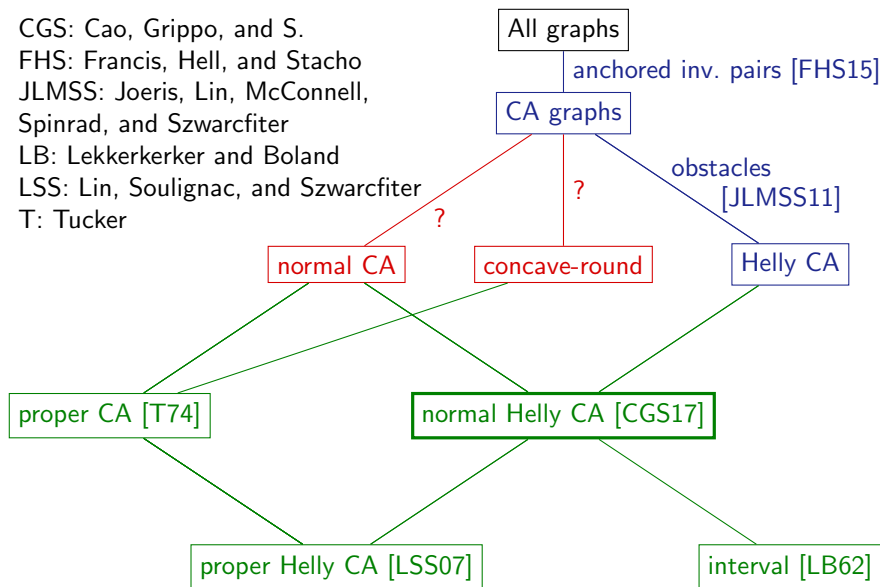 CGS: Cao, Grippo, and S.
FHS: Francis, Hell, and Stacho
JLMSS: Joeris, Lin, McConnell,
Spinrad, and Szwarcfiter
LB: Lekkerkerker and Boland
LSS: Lin, Soulignac, and Szwarcfiter
T: Tucker
All graphs
anchored inv. pairs [FHS15]
CA graphs
obstacles
[JLMSS11]
?
?
normal CA
concave-round
Helly CA
proper CA [T74]
normal Helly CA [CGS17]
proper Helly CA [LSS07]
interval [LB62]